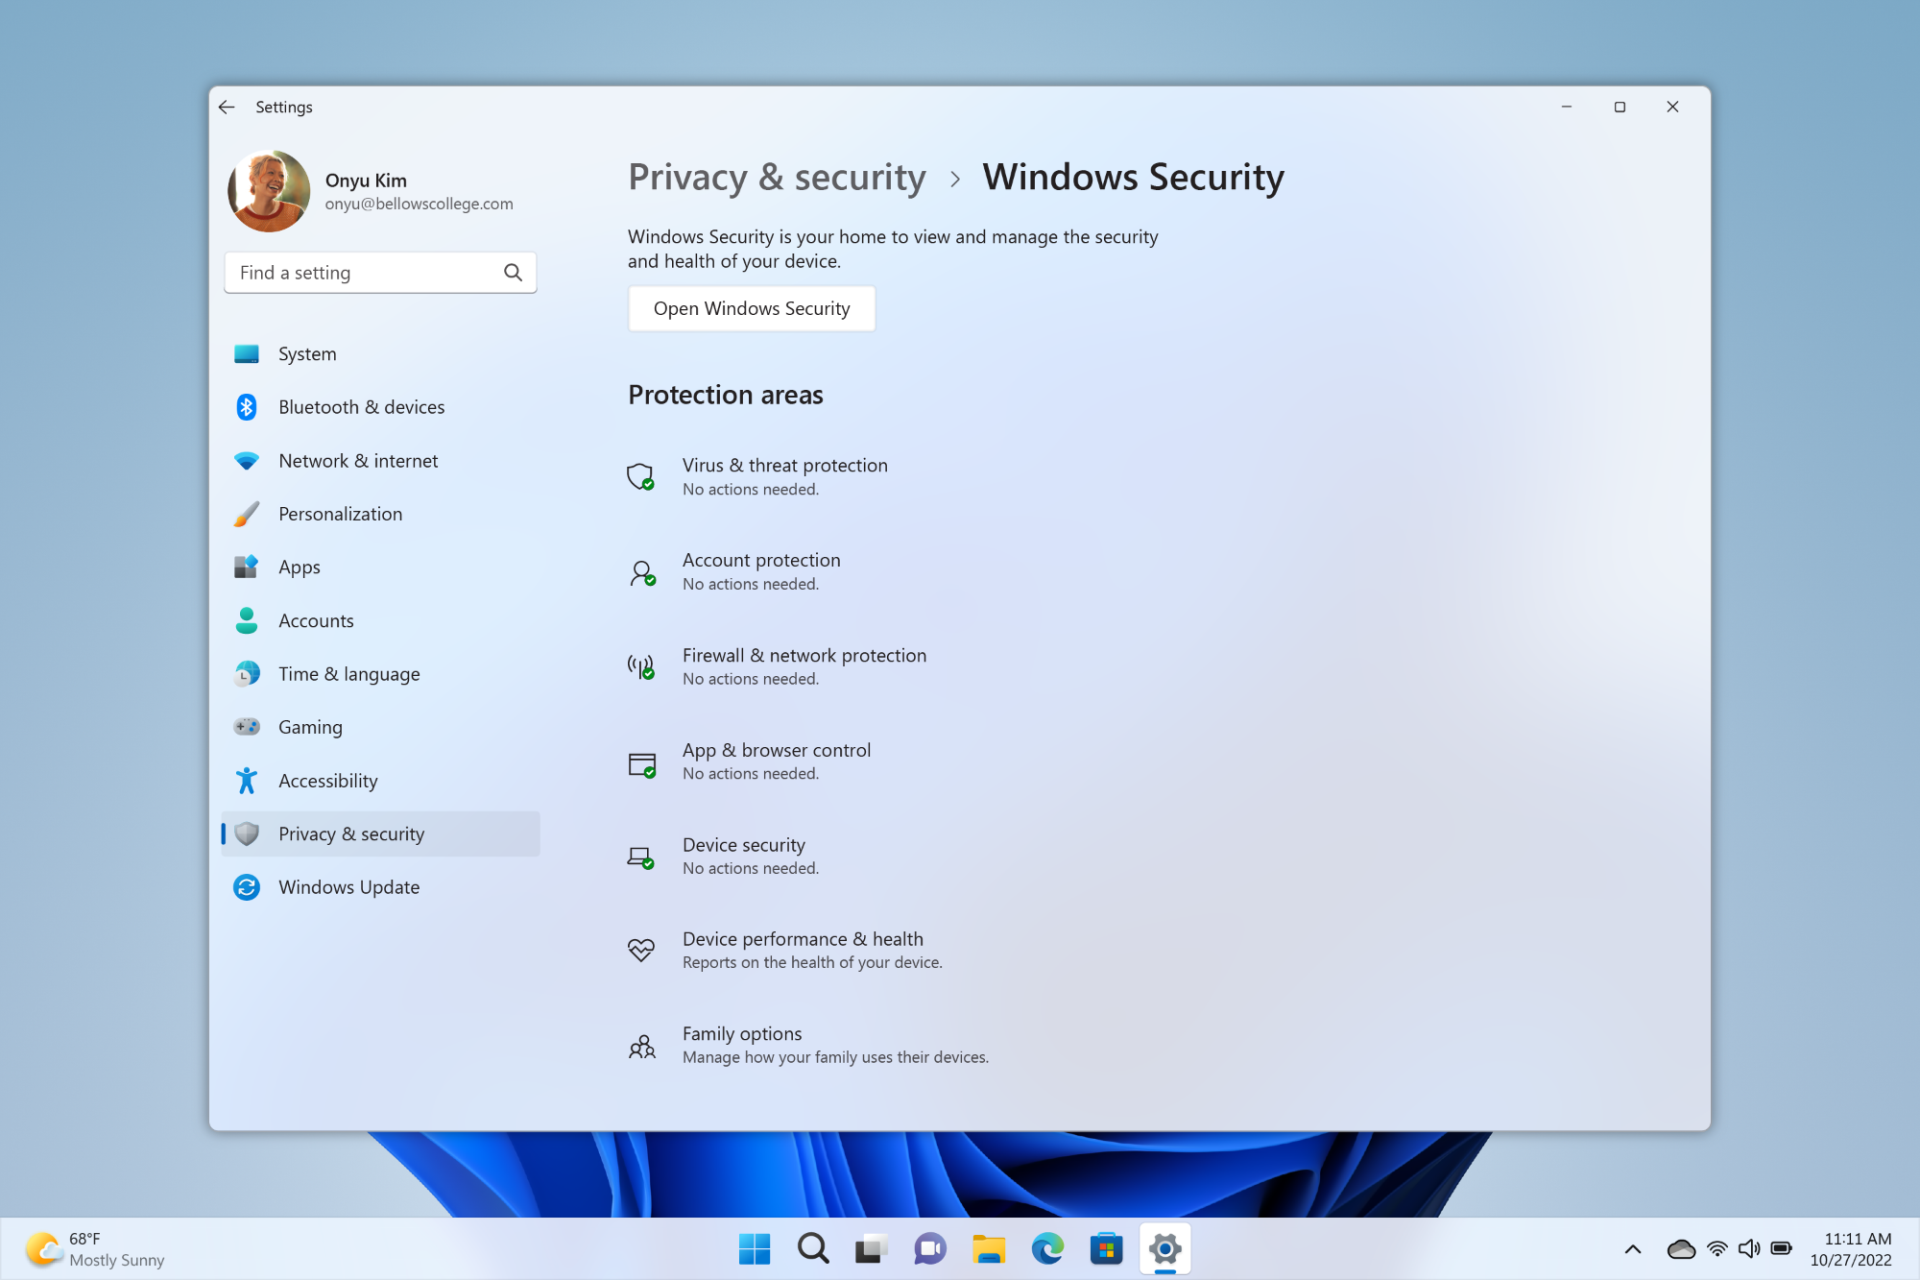 Settings
Onyu Kim
onyu@bellowscollege.com
Find a setting
System
Bluetooth & devices
Network & internet
Personalization
Apps
Accounts
Time & language
Gaming
Accessibility
Privacy & security
Windows Update
Privacy & security > Windows Security
Windows Security is your home to view and manage the security
and health of your device.
Open Windows Security
Protection areas
Virus & threat protection
No actions needed.
Account protection
No actions needed.
Firewall & network protection
No actions needed.
App & browser control
No actions needed.
Device security
No actions needed.
Device performance & health
Reports on the health of your device.
Family options
Manage how your family uses their devices.
68°F
Mostly Sunny
11:11 AM
10/27/2022